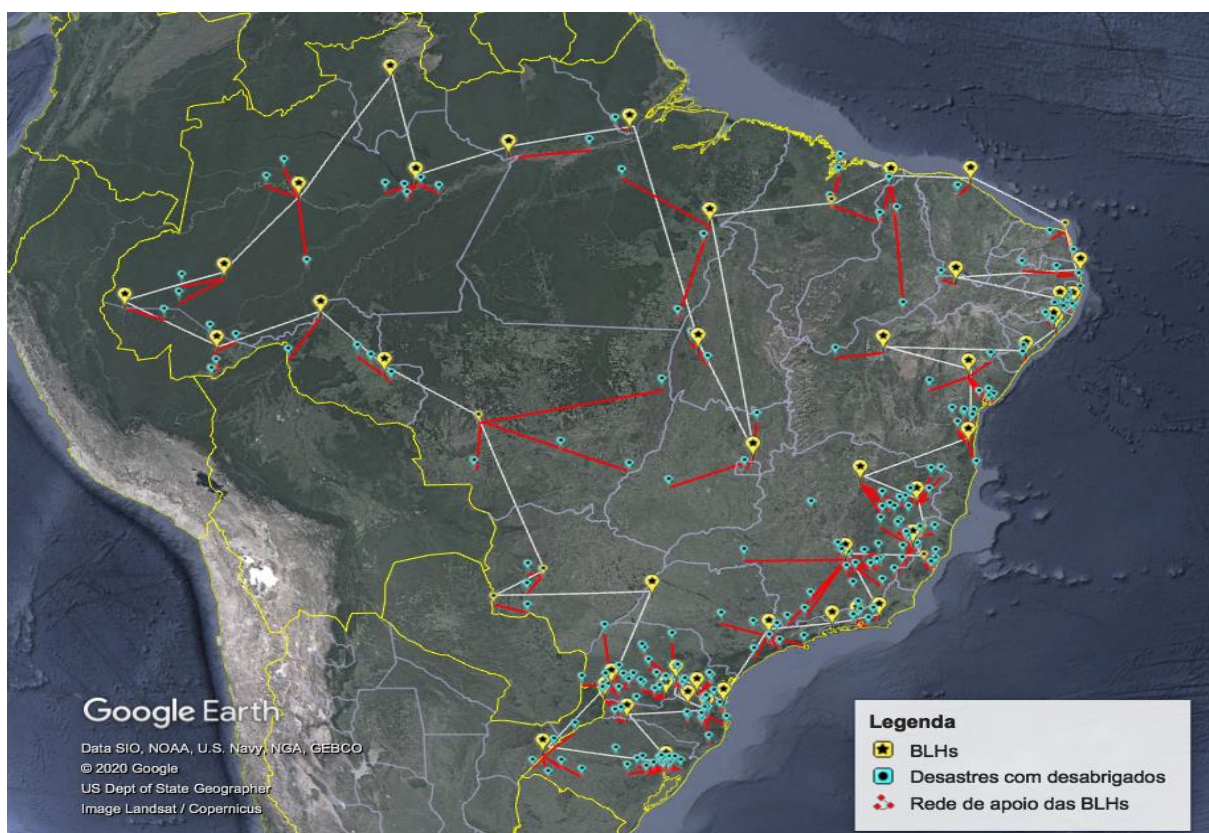 Google Earth
Data SIO, NOAA, U.S. Navy, NGA, GEBCO
© 2020 Google
US Dept of State Geographer
Image Landsat / Copernicus
Legenda
BLHs
Desastres com desabrigados
Rede de apoio das BLHs